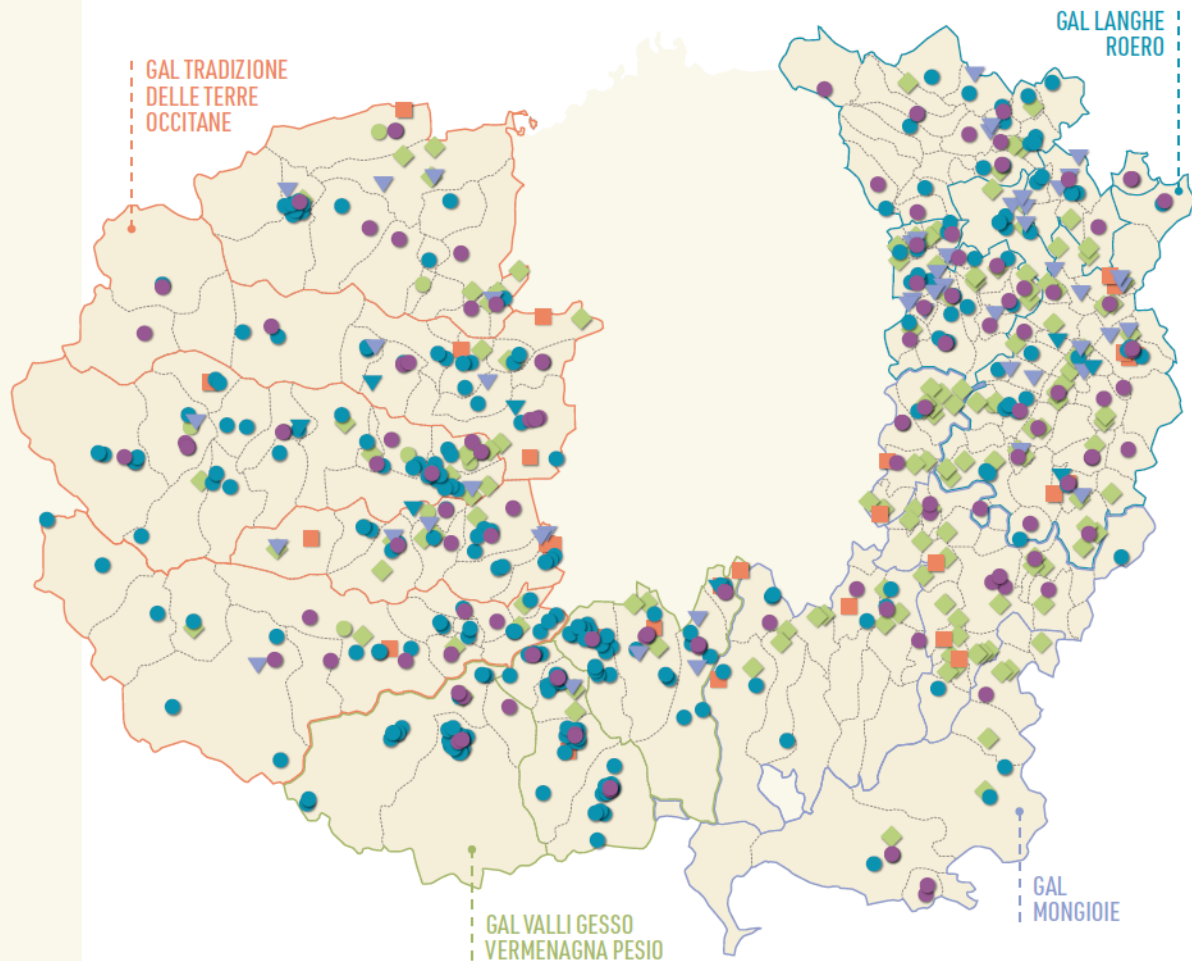 GAL LANGHE
ROERO
GAL TRADIZIONE
DELLE TERRE
OCCITANE
GAL
MONGIOIE
GAL VALLI GESSO
VERMENAGNA PESIO